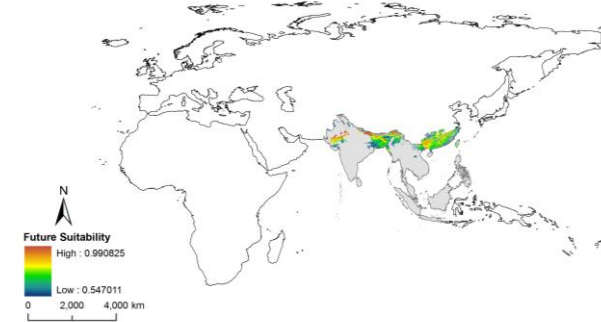 N
Future Suitability
High : 0.990825
Low : 0.547011
0 2,000 4,000 km